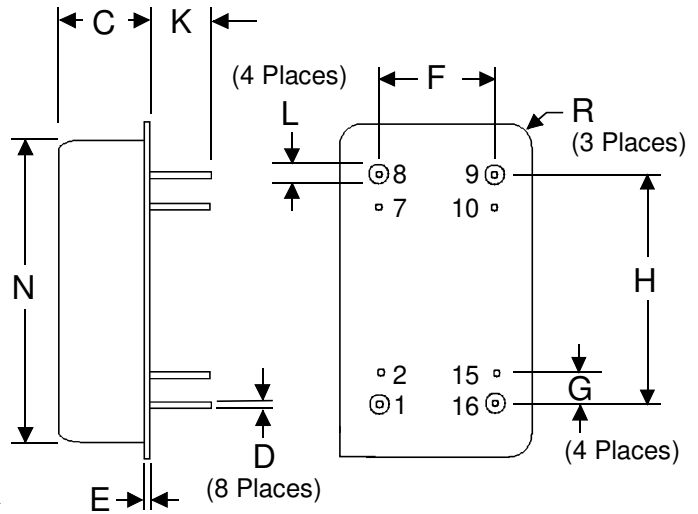 C K
F
(4 Places)
L
R
(3 Places)
8 9
7 10
N
H
2 15
G
1 16
D
(8 Places)
(4 Places)
E